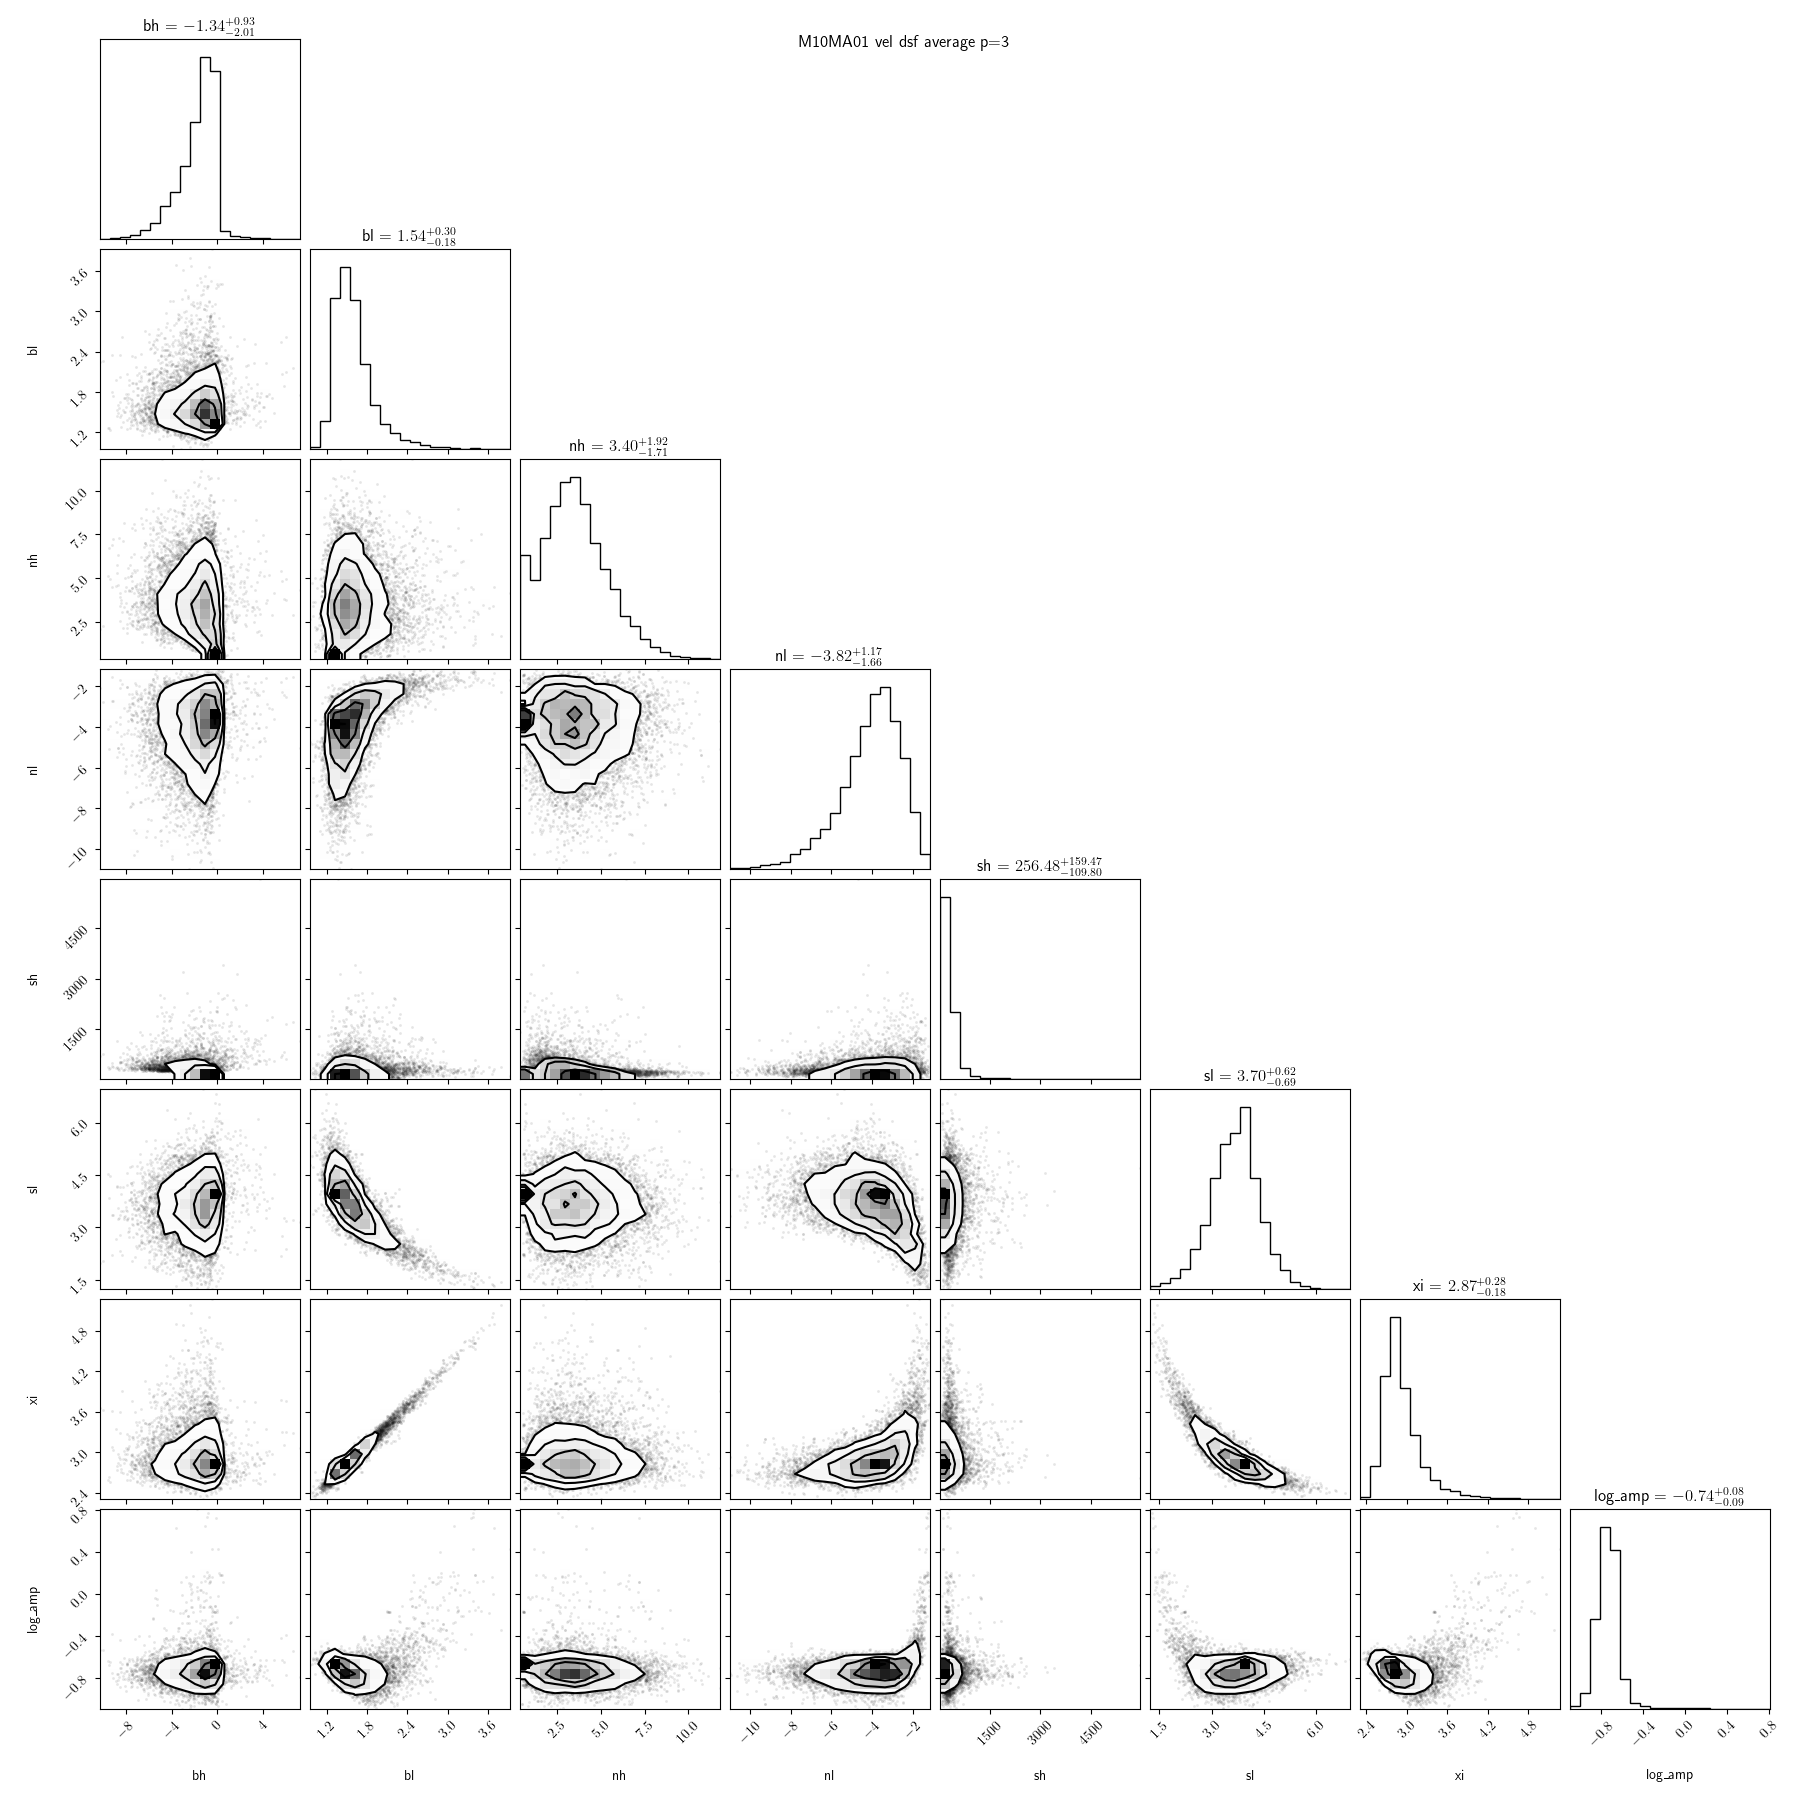 M10MA01 vel dsf average p=3
bh = −1.34 +0.93 −2.01
bl = 1.54 +0.30 −0.18
3.6
3.0
2.4
1.8
1.2
bl
nh = 3.40 +1.92 −1.71
10.0
7.5
5.0
2.5
nh
nl = −3.82 +1.17 −1.66
−2
−4
−6
−8
−10
nl
sh = 256.48 +159.47 −109.80
4500
3000
1500
sh
sl = 3.70 +0.62 −0.69
6.0
4.5
3.0
1.5
sl
xi = 2.87 +0.28 −0.18
4.8
4.2
3.6
3.0
2.4
xi
log_amp = −0.74 +0.08 −0.09
0.8
0.4
0.0
−0.4
−0.8
log_amp
−8 −4 0 4 1.2 1.8 2.4 3.0 3.6 2.5 5.0 7.5 10.0 −10 −8 −6 −4 −2 1500 3000 4500 1.5 3.0 4.5 6.0 2.4 3.0 3.6 4.2 4.8 −0.8 −0.4 0.0 0.4 0.8
bh bl nh nl sh sl xi log_amp